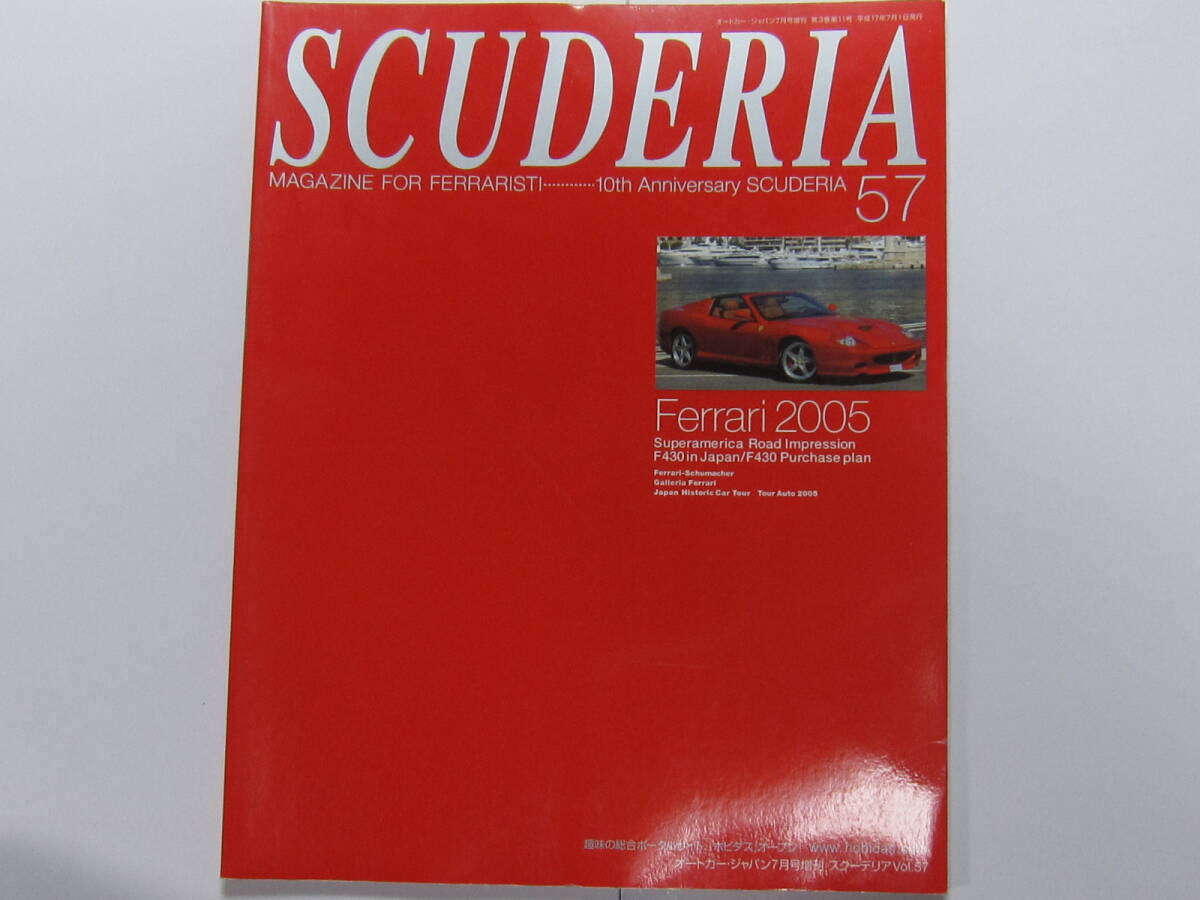 オートカー・ジャパン7月号増刊 第3巻第11号 平成17年7月1日発行
SCUDERIA
MAGAZINE FOR FERRARISTI············10th Anniversary SCUDERIA 57
Ferrari 2005
Superamerica Road Impression
F430 in Japan/F430 Purchase plan
Ferrari-Schumacher
Galleria Ferrari
Japan Historic Car Tour Tour Auto 2005
趣味の総合ポータルサイト、「ホビダス」オープン!
オートカー・ジャパン7月号増刊 スクーデリアVol.57